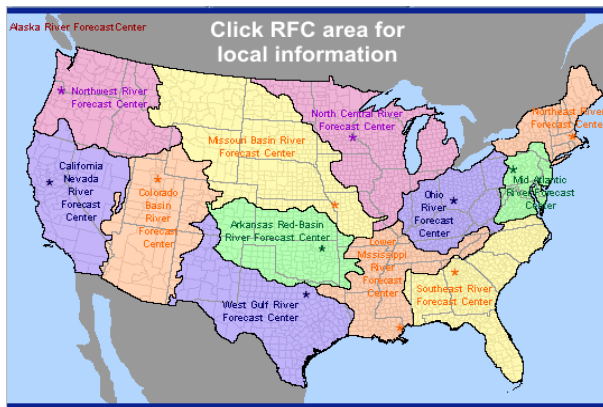 Alaska River Forecast Center
Click RFC area for
local information
Northwest River
Forecast Center
North Central River
Forecast Center
Northeast River
Forecast Center
Missouri Basin River
Forecast Center
California
Nevada
River
Forecast
Center
Colorado
Basin
River
Forecast
Center
Ohio
River
Forecast
Center
Mid-Atlantic
River Forecast
Center
Arkansas Red-Basin
River Forecast Center
Lower
Mississippi
River
Forecast
Center
Southeast River
Forecast Center
West Gulf River
Forecast Center